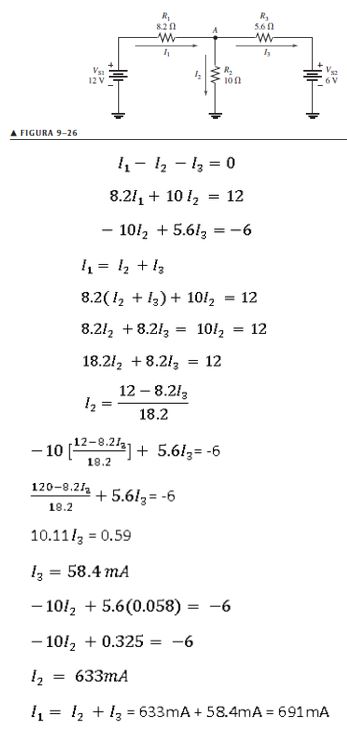 R₁
8.2 Ω
A
R₃
5.6 Ω
I₁
I₃
V_S1
12 V
I₂
R₂
10 Ω
V_S2
6 V
▲ FIGURA 9–26
I₁ − I₂ − I₃ = 0
8.2I₁ + 10 I₂ = 12
− 10I₂ + 5.6I₃ = −6
I₁ = I₂ + I₃
8.2( I₂ + I₃) + 10I₂ = 12
8.2I₂ + 8.2I₃ = 10I₂ = 12
18.2I₂ + 8.2I₃ = 12
I₂ = (12 − 8.2I₃)/18.2
− 10 [(12−8.2I₃)/18.2] + 5.6I₃= -6
(120−8.2I₃)/18.2 + 5.6I₃= -6
10.11I₃ = 0.59
I₃ = 58.4 mA
− 10I₂ + 5.6(0.058) = −6
− 10I₂ + 0.325 = −6
I₂ = 633mA
I₁ = I₂ + I₃ = 633mA + 58.4mA = 691mA